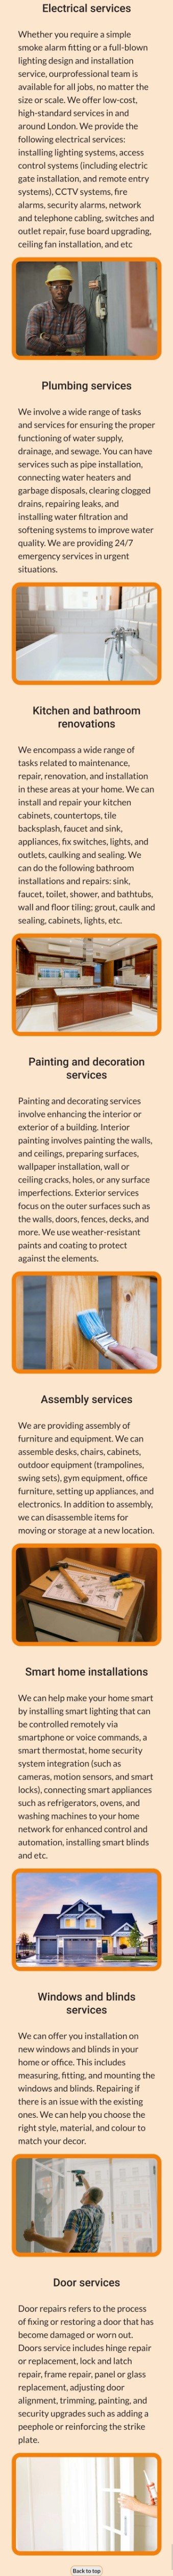 Electrical services
Whether you require a simple
smoke alarm fitting or a full-blown
lighting design and installation
service, ourprofessional team is
available for all jobs, no matter the
size or scale. We offer low-cost,
high-standard services in and
around London. We provide the
following electrical services:
installing lighting systems, access
control systems (including electric
gate installation, and remote entry
systems), CCTV systems, fire
alarms, security alarms, network
and telephone cabling, switches and
outlet repair, fuse board upgrading,
ceiling fan installation, and etc
Plumbing services
We involve a wide range of tasks
and services for ensuring the proper
functioning of water supply,
drainage, and sewage. You can have
services such as pipe installation,
connecting water heaters and
garbage disposals, clearing clogged
drains, repairing leaks, and
installing water filtration and
softening systems to improve water
quality. We are providing 24/7
emergency services in urgent
situations.
Kitchen and bathroom
renovations
We encompass a wide range of
tasks related to maintenance,
repair, renovation, and installation
in these areas at your home. We can
install and repair your kitchen
cabinets, countertops, tile
backsplash, faucet and sink,
appliances, fix switches, lights, and
outlets, caulking and sealing. We
can do the following bathroom
installations and repairs: sink,
faucet, toilet, shower, and bathtubs,
wall and floor tiling: grout, caulk and
sealing, cabinets, lights, etc.
Painting and decoration
services
Painting and decorating services
involve enhancing the interior or
exterior of a building. Interior
painting involves painting the walls,
and ceilings, preparing surfaces,
wallpaper installation, wall or
ceiling cracks, holes, or any surface
imperfections. Exterior services
focus on the outer surfaces such as
the walls, doors, fences, decks, and
more. We use weather-resistant
paints and coating to protect
against the elements.
Assembly services
We are providing assembly of
furniture and equipment. We can
assemble desks, chairs, cabinets,
outdoor equipment (trampolines,
swing sets), gym equipment, office
furniture, setting up appliances, and
electronics. In addition to assembly,
we can disassemble items for
moving or storage at a new location.
Smart home installations
We can help make your home smart
by installing smart lighting that can
be controlled remotely via
smartphone or voice commands, a
smart thermostat, home security
system integration (such as
cameras, motion sensors, and smart
locks), connecting smart appliances
such as refrigerators, ovens, and
washing machines to your home
network for enhanced control and
automation, installing smart blinds
and etc.
Windows and blinds
services
We can offer you installation on
new windows and blinds in your
home or office. This includes
measuring, fitting, and mounting the
windows and blinds. Repairing if
there is an issue with the existing
ones. We can help you choose the
right style, material, and colour to
match your decor.
Door services
Door repairs refers to the process
of fixing or restoring a door that has
become damaged or worn out.
Doors service includes hinge repair
or replacement, lock and latch
repair, frame repair, panel or glass
replacement, adjusting door
alignment, trimming, painting, and
security upgrades such as adding a
peephole or reinforcing the strike
plate.
Back to top